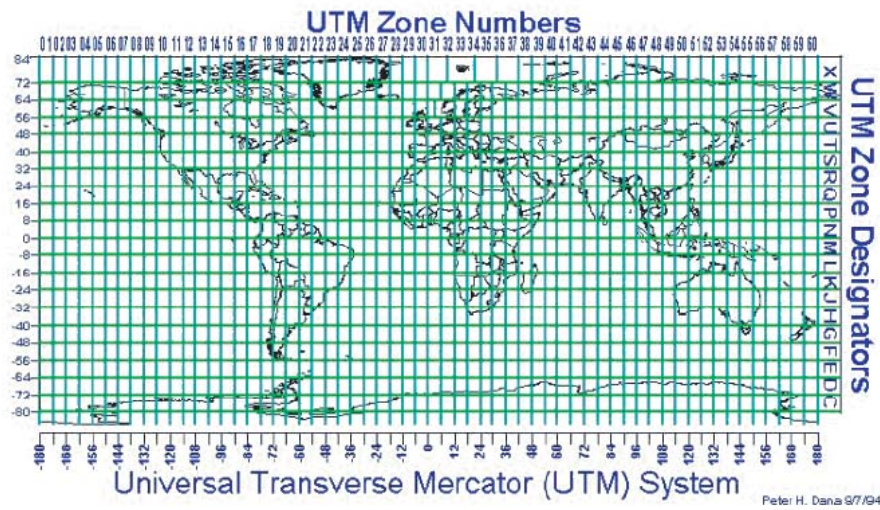 UTM Zone Numbers
0 1 0 2 03 04 05 06 07 08 09 10 11 12 13 14 15 16 17 18 19 20 21 22 23 24 25 26 27 28 29 30 31 32 33 34 35 36 37 38 39 40 41 42 43 44 45 46 47 48 49 50 51 52 53 54 55 56 57 58 59 60
84
72
64
56
48
40
32
24
16
8
0
-8
-16
-24
-32
-40
-48
-56
-64
-72
-80
X
W
V
U
T
S
R
Q
P
N
M
L
K
J
H
G
F
E
D
C
UTM Zone Designators
-180 -166 -156 -144 -132 -120 -108 -96 -84 -72 -60 -48 -36 -24 -12 0 12 24 36 48 60 72 84 96 108 120 132 144 156 166 180
Universal Transverse Mercator (UTM) System
Peter H. Dana 9/7/94